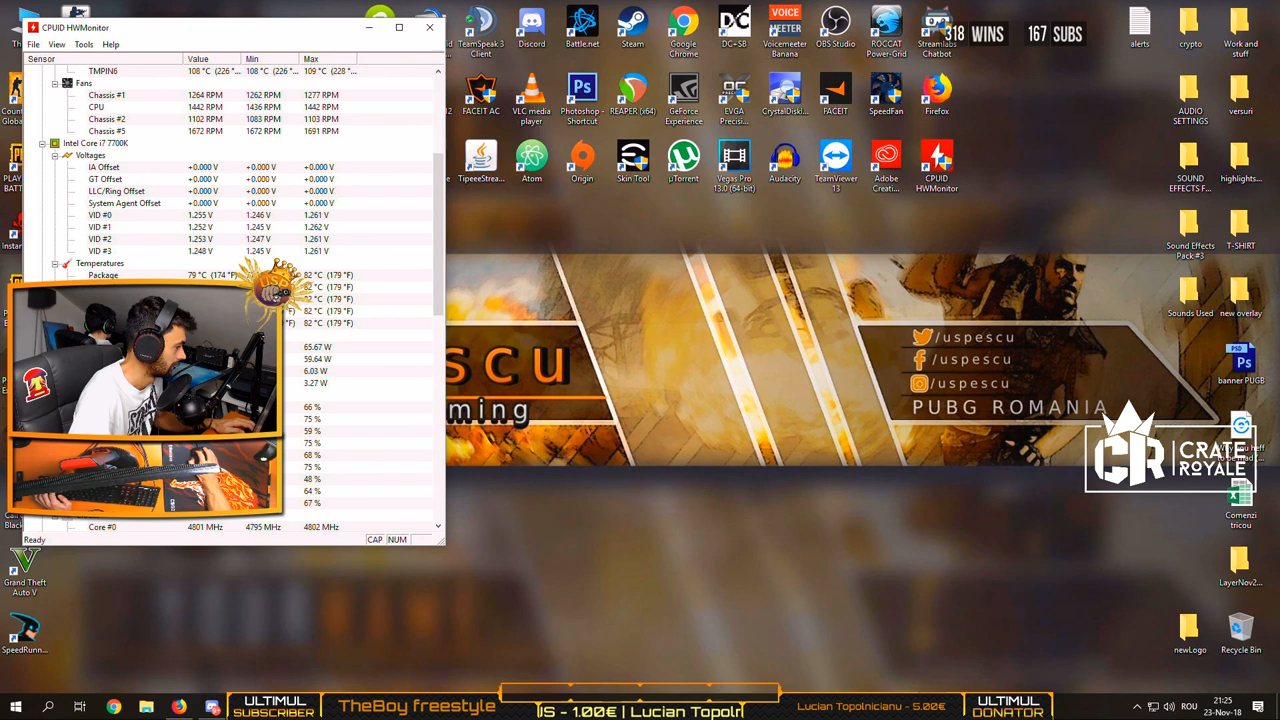 CPUID HWMonitor
File View Tools Help
Sensor Value Min Max
TMPIN6 108 °C (226 °... 108 °C (226 °... 109 °C (228 °...
Fans
Chassis #1 1264 RPM 1262 RPM 1277 RPM
CPU 1442 RPM 1436 RPM 1442 RPM
Chassis #2 1102 RPM 1083 RPM 1103 RPM
Chassis #5 1672 RPM 1672 RPM 1691 RPM
Intel Core i7 7700K
Voltages
IA Offset +0.000 V +0.000 V +0.000 V
GT Offset +0.000 V +0.000 V +0.000 V
LLC/Ring Offset +0.000 V +0.000 V +0.000 V
System Agent Offset +0.000 V +0.000 V +0.000 V
VID #0 1.255 V 1.246 V 1.261 V
VID #1 1.252 V 1.245 V 1.262 V
VID #2 1.253 V 1.247 V 1.261 V
VID #3 1.248 V 1.245 V 1.261 V
Temperatures
Package 79 °C (174 °F) 82 °C (179 °F)
82 °C (179 °F)
82 °C (179 °F)
82 °C (179 °F)
82 °C (179 °F)
65.67 W
59.64 W
6.03 W
3.27 W
66 %
75 %
59 %
75 %
68 %
75 %
48 %
64 %
67 %
Core #0 4801 MHz 4795 MHz 4802 MHz
Ready CAP NUM
TeamSpeak 3 Client
Discord
Battle.net
Steam
Google Chrome
DC+SB
VOICE MEETER
Voicemeeter Banana
OBS Studio
ROCCAT Power-Grid
Streamlabs Chatbot
318 WINS
167 SUBS
alerts
crypto
Work and stuff
FACEIT AC
VLC media player
Photoshop - Shortcut
REAPER (x64)
GeForce Experience
EVGA Precisi...
CrystalDiskI...
FACEIT
SpeedFan
Firefox
AUDIO SETTINGS
versuri
TipeeeStrea...
Atom
Origin
Skin Tool
µTorrent
Vegas Pro 13.0 (64-bit)
Audacity
TeamViewer 13
Adobe Creati...
CPUID HWMonitor
SOUND EFFECTS F...
highlights...
Sound Effects Pack #3
T-SHIRT
Sounds Used
new overlay
PSD
Ps
banner PUGB
scu
ming
/uspescu
/uspescu
/uspescu
PUBG ROMANIA
CR CRATE ROYALE
Comenzi tricou
LayerNov2...
newLogo
Recycle Bin
Grand Theft Auto V
SpeedRunn...
ULTIMUL SUBSCRIBER
TheBoy freestyle
IS - 1.00€ | Lucian Topolr
Lucian Topolnicianu - 5.00€
ULTIMUL DONATOR
ROU
21:25
23-Nov-18